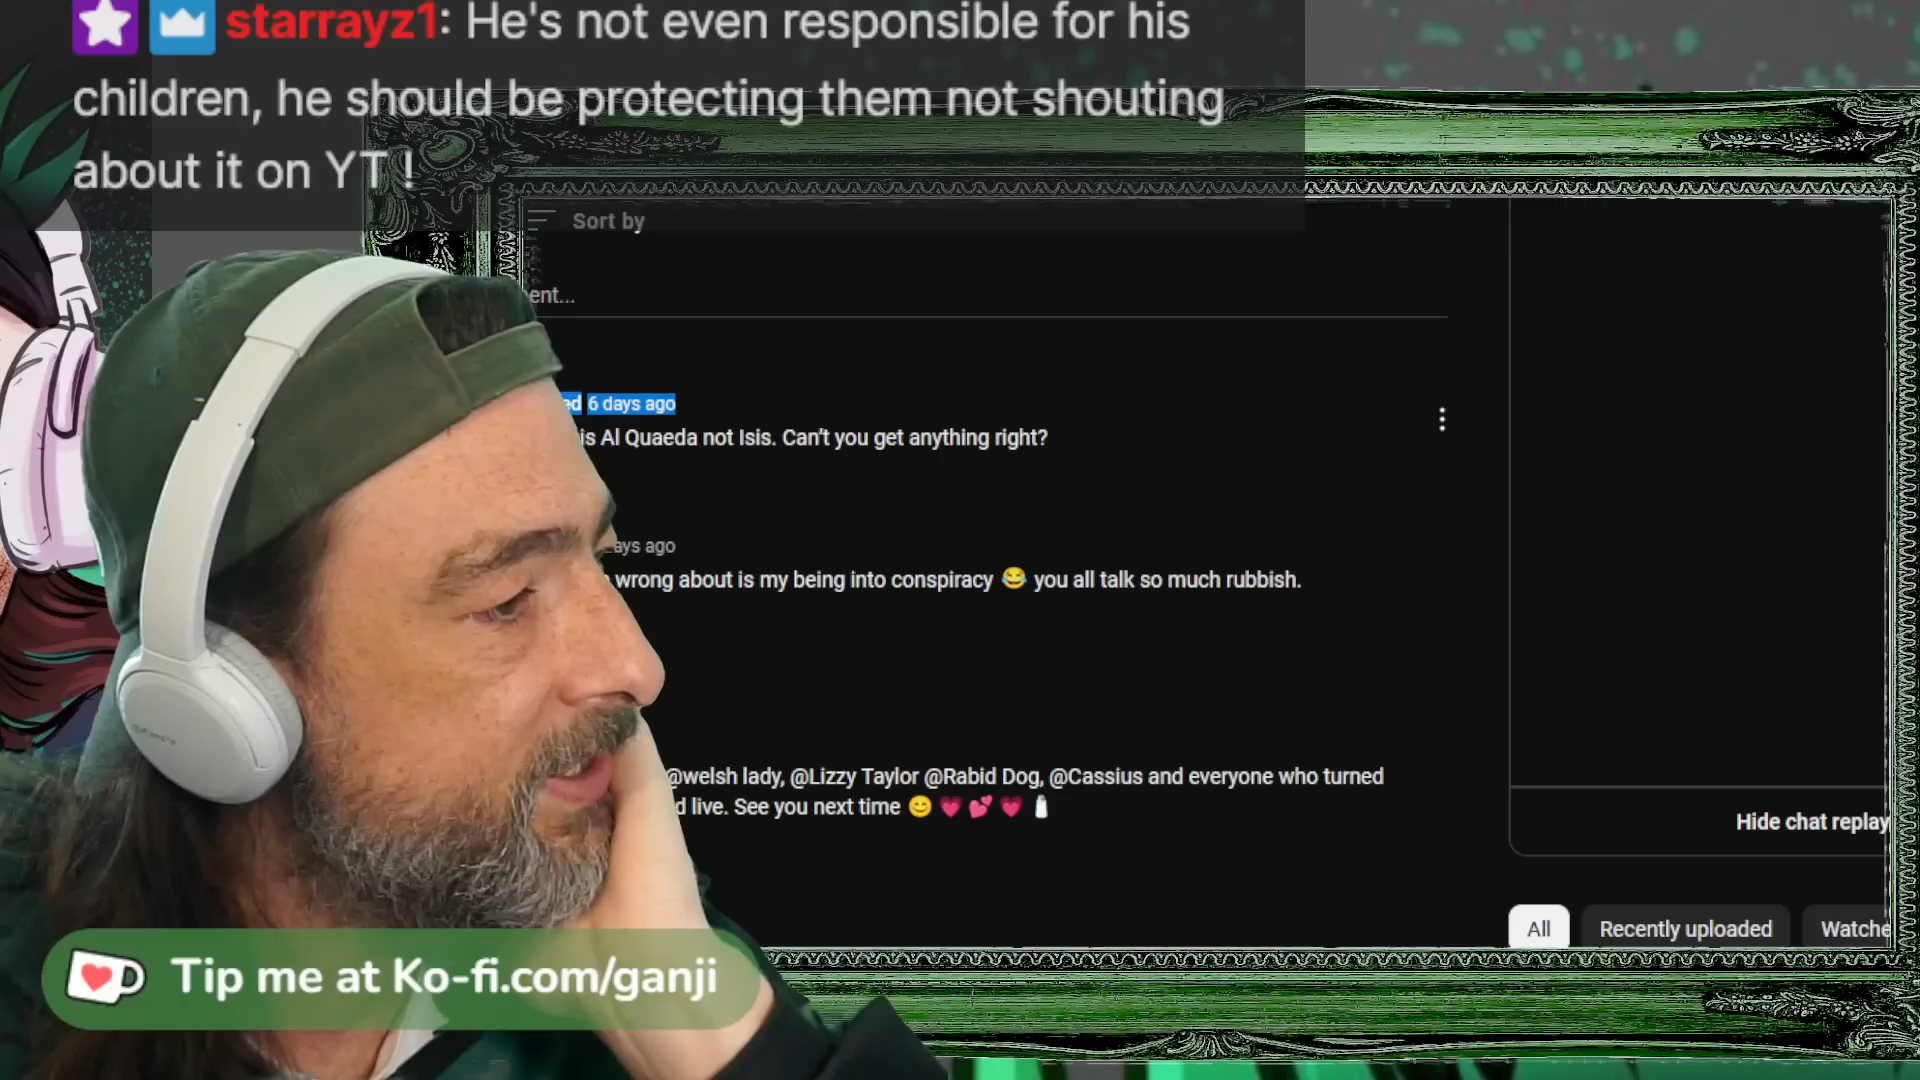 starrayz1: He's not even responsible for his
children, he should be protecting them not shouting
about it on YT !
Sort by
ent...
ed 6 days ago
is Al Quaeda not Isis. Can't you get anything right?
ays ago
wrong about is my being into conspiracy 😂 you all talk so much rubbish.
@welsh lady, @Lizzy Taylor @Rabid Dog, @Cassius and everyone who turned
d live. See you next time 😊 💗 💕 💗 🧴
Hide chat replay
All Recently uploaded Watche
SONY
Tip me at Ko-fi.com/ganji